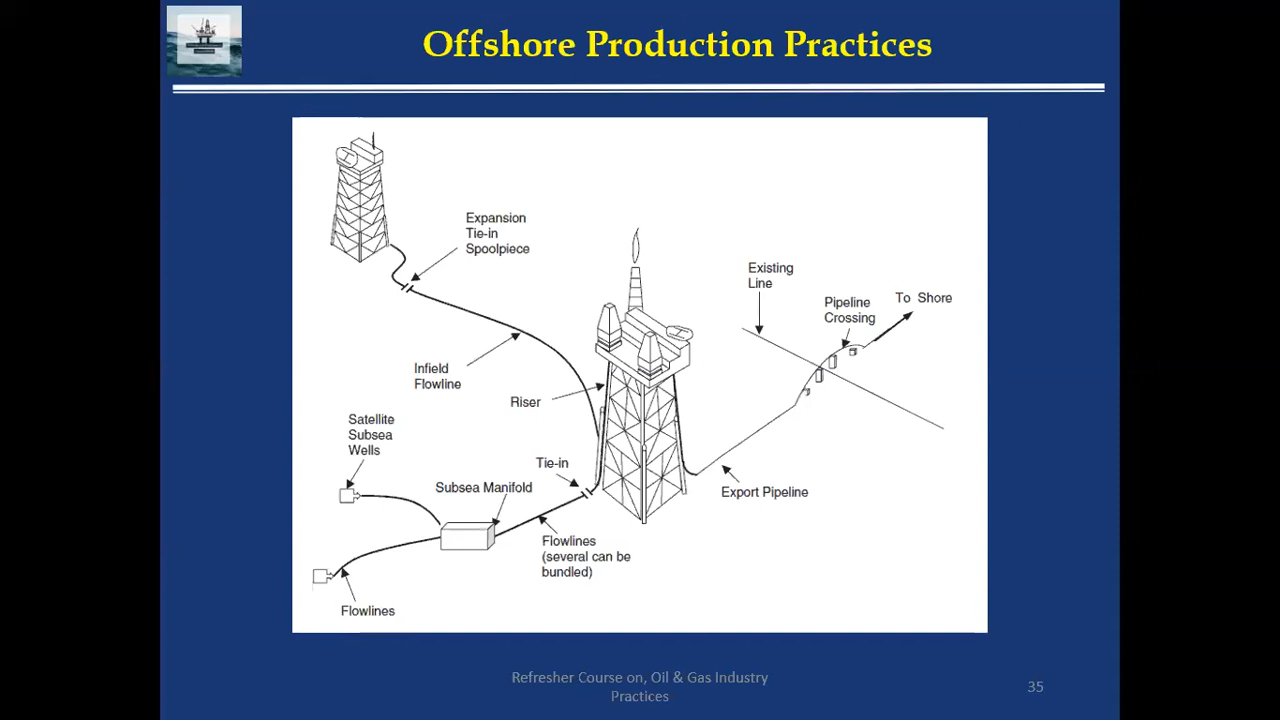 Offshore Production Practices
Expansion
Tie-in
Spoolpiece
Existing
Line
Pipeline
Crossing
To Shore
Infield
Flowline
Riser
Satellite
Subsea
Wells
Tie-in
Subsea Manifold
Export Pipeline
Flowlines
(several can be
bundled)
Flowlines
Refresher Course on, Oil & Gas Industry
Practices
35